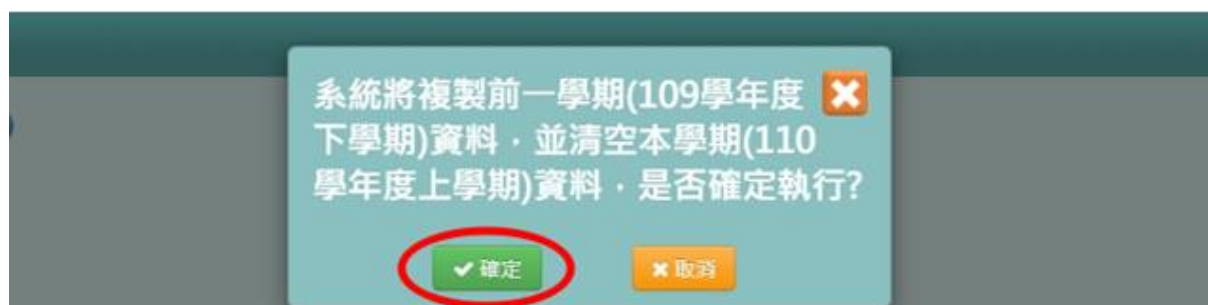 系統將複製前一學期(109學年度
下學期)資料，並清空本學期(110
學年度上學期)資料，是否確定執行?
確定
取消